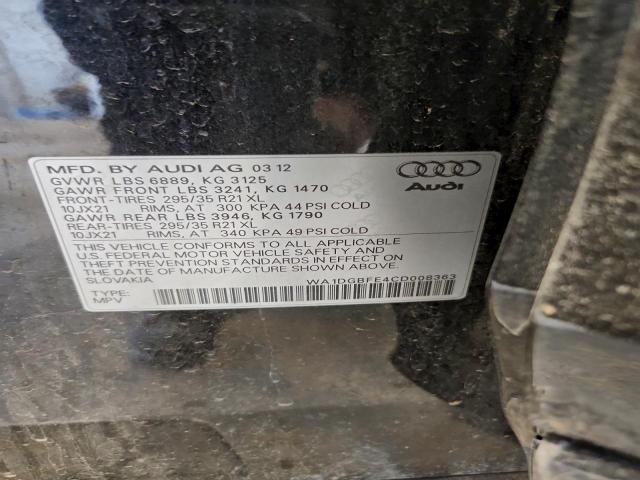 MFD. BY AUDI AG 03 12
GVWR LBS 6889, KG 3125
GAWR FRONT LBS 3241, KG 1470
FRONT-TIRES 295/35 R21 XL
10JX21 RIMS, AT 300 KPA 44 PSI COLD
GAWR REAR LBS 3946, KG 1790
REAR-TIRES 295/35 R21 XL
10JX21 RIMS, AT 340 KPA 49 PSI COLD
THIS VEHICLE CONFORMS TO ALL APPLICABLE
U.S. FEDERAL MOTOR VEHICLE SAFETY AND
THEFT PREVENTION STANDARDS IN EFFECT ON
THE DATE OF MANUFACTURE SHOWN ABOVE.
SLOVAKIA
WA1DGBFE4CD008363
TYPE:
MPV
Audi